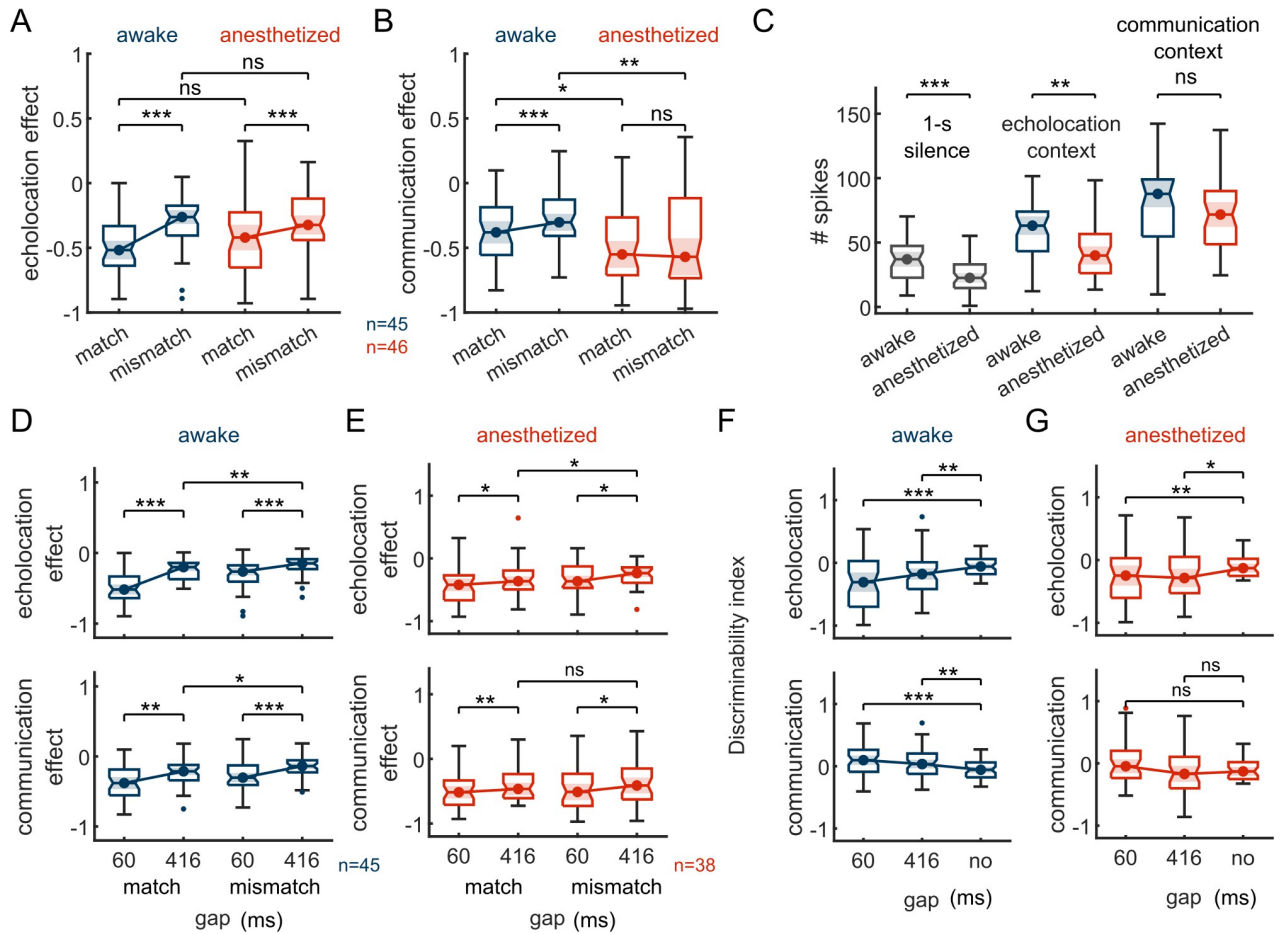 A
awake
anesthetized
echolocation effect
1
0.5
0
-0.5
-1
ns
ns
***
***
match
mismatch
match
mismatch
B
awake
anesthetized
communication effect
1
0.5
0
-0.5
-1
**
*
***
ns
match
mismatch
match
mismatch
n=45
n=46
C
# spikes
150
100
50
0
***
1-s
silence
**
echolocation
context
communication
context
ns
awake
anesthetized
awake
anesthetized
awake
anesthetized
D
awake
echolocation
effect
1
0
-1
**
***
***
communication
effect
1
0
-1
*
**
***
60
416
60
416
match
mismatch
gap (ms)
n=45
E
anesthetized
echolocation
effect
1
0
-1
*
*
*
communication
effect
1
0
-1
ns
**
*
60
416
60
416
match
mismatch
gap (ms)
n=38
F
awake
Discriminability index
echolocation
1
0
-1
**
***
communication
1
0
-1
**
***
60
416
no
gap (ms)
G
anesthetized
echolocation
1
0
-1
*
**
communication
1
0
-1
ns
ns
60
416
no
gap (ms)